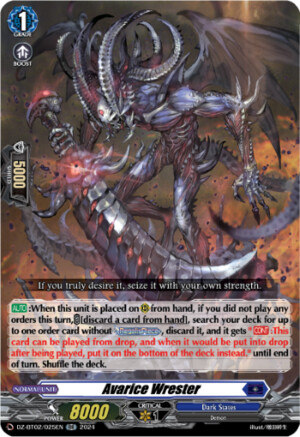 1
GRADE
BOOST
5000
SHIELD
If you truly desire it, seize it with your own strength.
AUTO:When this unit is placed on RC from hand, if you did not play any
orders this turn, [discard a card from hand], search your deck for up
to one order card without , discard it, and it gets "CONT:This
card can be played from drop, and when it would be put into drop
after being played, put it on the bottom of the deck instead." until end
of turn. Shuffle the deck.
NORMAL UNIT
Avarice Wrester
POWER 8000
CRITICAL
1
Dark States
Demon
DZ-BT02/025EN RR 2024